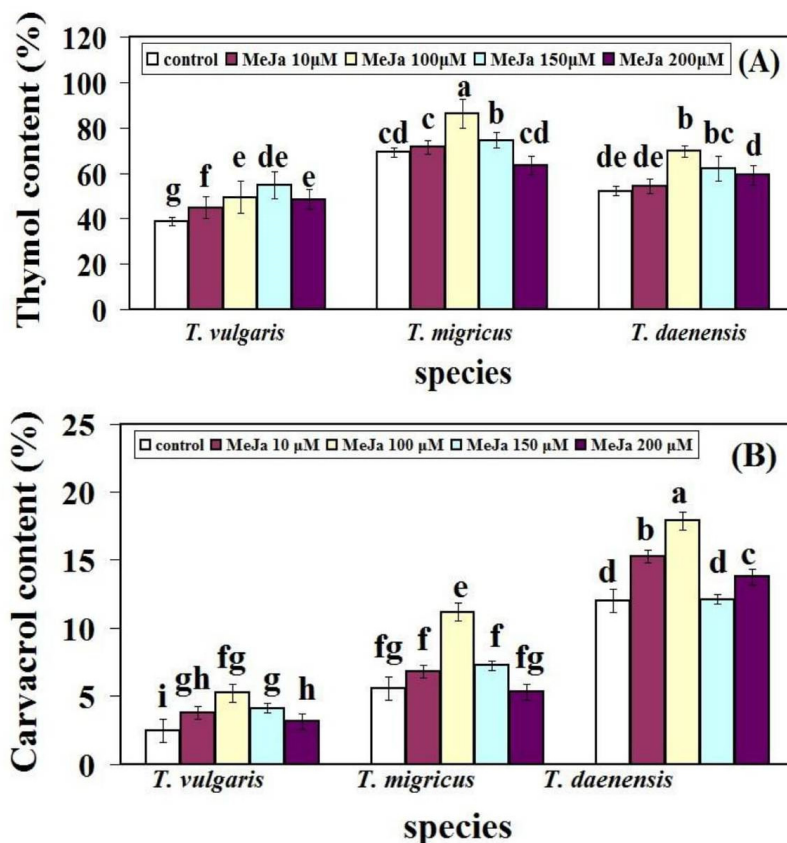 Thymol content (%)
120
100
80
60
40
20
0
control MeJa 10μM MeJa 100μM MeJa 150μM MeJa 200μM
(A)
g f e de e
cd c a b cd
de de b bc d
T. vulgaris T. migricus T. daenensis
species
Carvacrol content (%)
25
20
15
10
5
0
control MeJa 10 μM MeJa 100 μM MeJa 150 μM MeJa 200 μM
(B)
i gh fg g h
fg f e f fg
d b a d c
T. vulgaris T. migricus T. daenensis
species